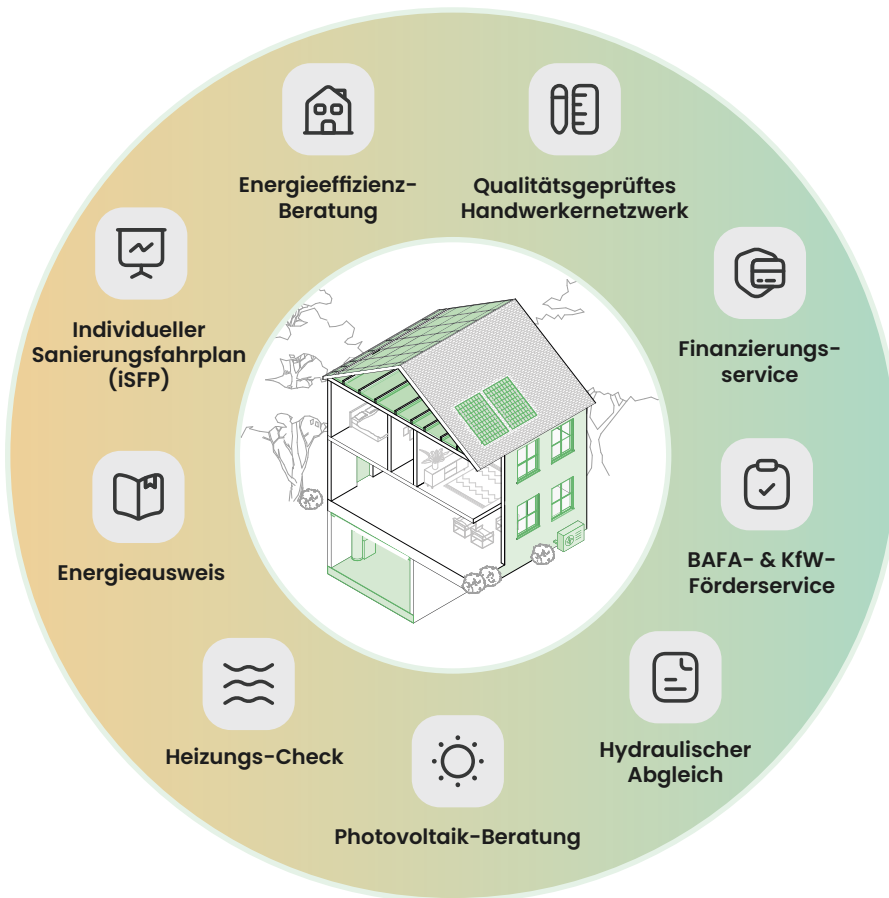 Energieeffizienz-
Beratung
Qualitätsgeprüftes
Handwerkernetzwerk
Finanzierungs-
service
BAFA- & KfW-
Förderservice
Hydraulischer
Abgleich
Photovoltaik-Beratung
Heizungs-Check
Energieausweis
Individueller
Sanierungsfahrplan
(iSFP)